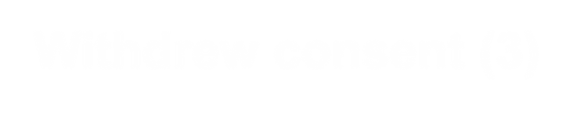 Withdraw consent (3)